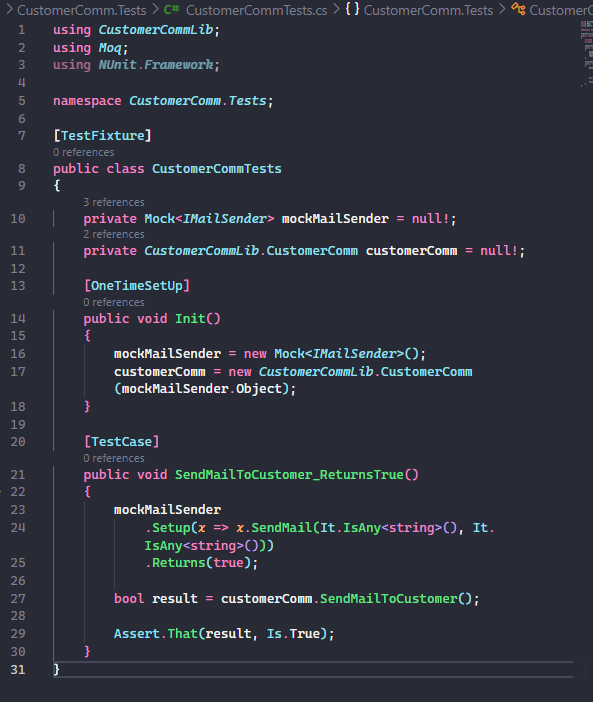 CustomerComm.Tests > CustomerCommTests.cs > {} CustomerComm.Tests > CustomerC
1 using CustomerCommLib;
2 using Moq;
3 using NUnit.Framework;
4
5 namespace CustomerComm.Tests;
6
7 [TestFixture]
0 references
8 public class CustomerCommTests
9 {
3 references
10 private Mock<IMailSender> mockMailSender = null!;
2 references
11 private CustomerCommLib.CustomerComm customerComm = null!;
12
13 [OneTimeSetUp]
0 references
14 public void Init()
15 {
16 mockMailSender = new Mock<IMailSender>();
17 customerComm = new CustomerCommLib.CustomerComm
(mockMailSender.Object);
18 }
19
20 [TestCase]
0 references
21 public void SendMailToCustomer_ReturnsTrue()
22 {
23 mockMailSender
24 .Setup(x => x.SendMail(It.IsAny<string>(), It.
IsAny<string>()))
25 .Returns(true);
26
27 bool result = customerComm.SendMailToCustomer();
28
29 Assert.That(result, Is.True);
30 }
31 }